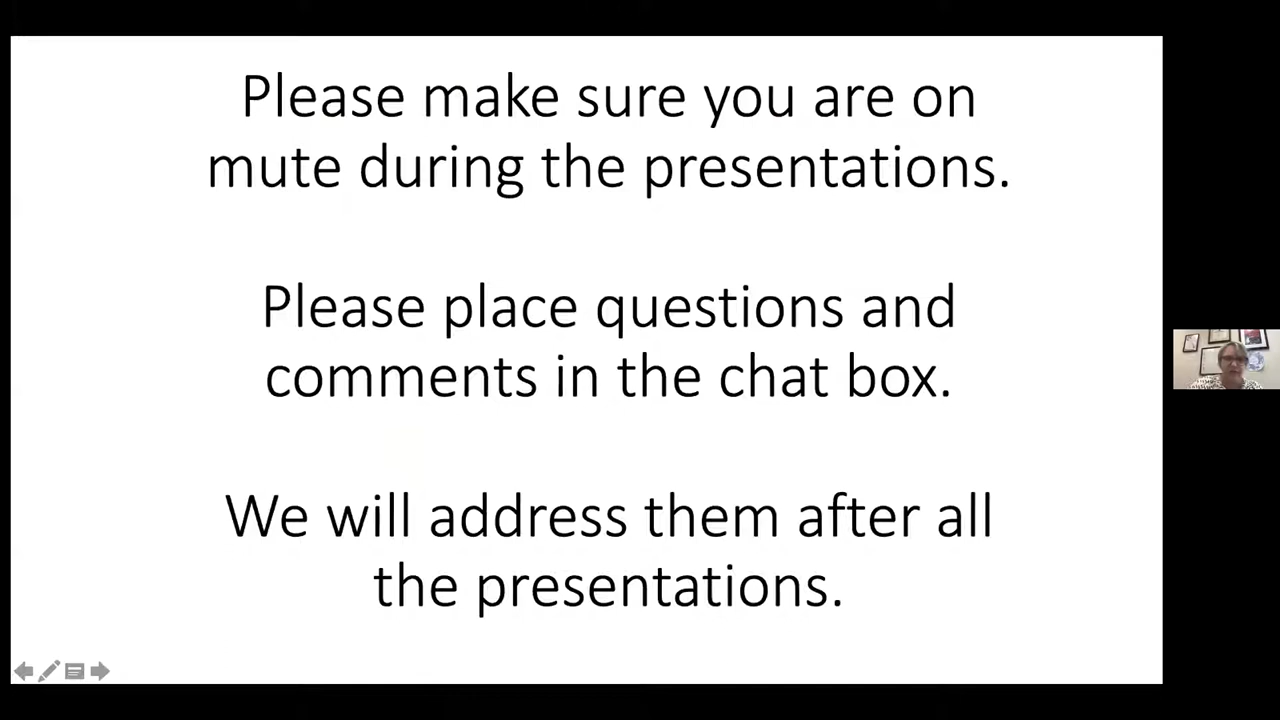 Please make sure you are on
mute during the presentations.
Please place questions and
comments in the chat box.
We will address them after all
the presentations.